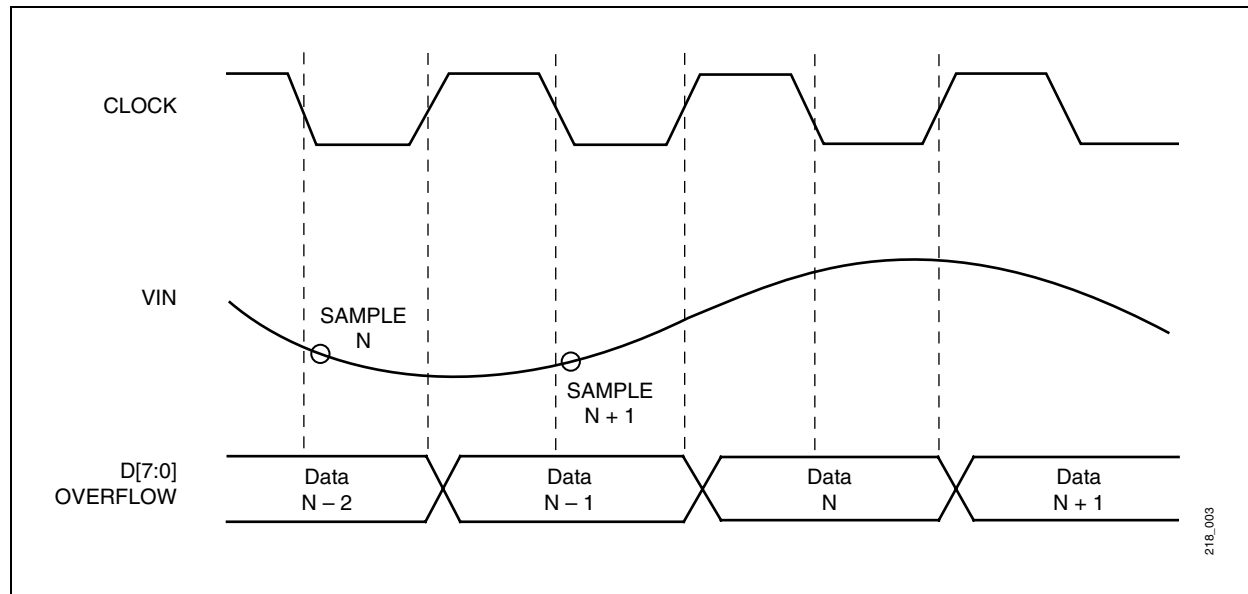 CLOCK
VIN
SAMPLE
N
SAMPLE
N + 1
D[7:0]
OVERFLOW
Data
N – 2
Data
N – 1
Data
N
Data
N + 1
218_003